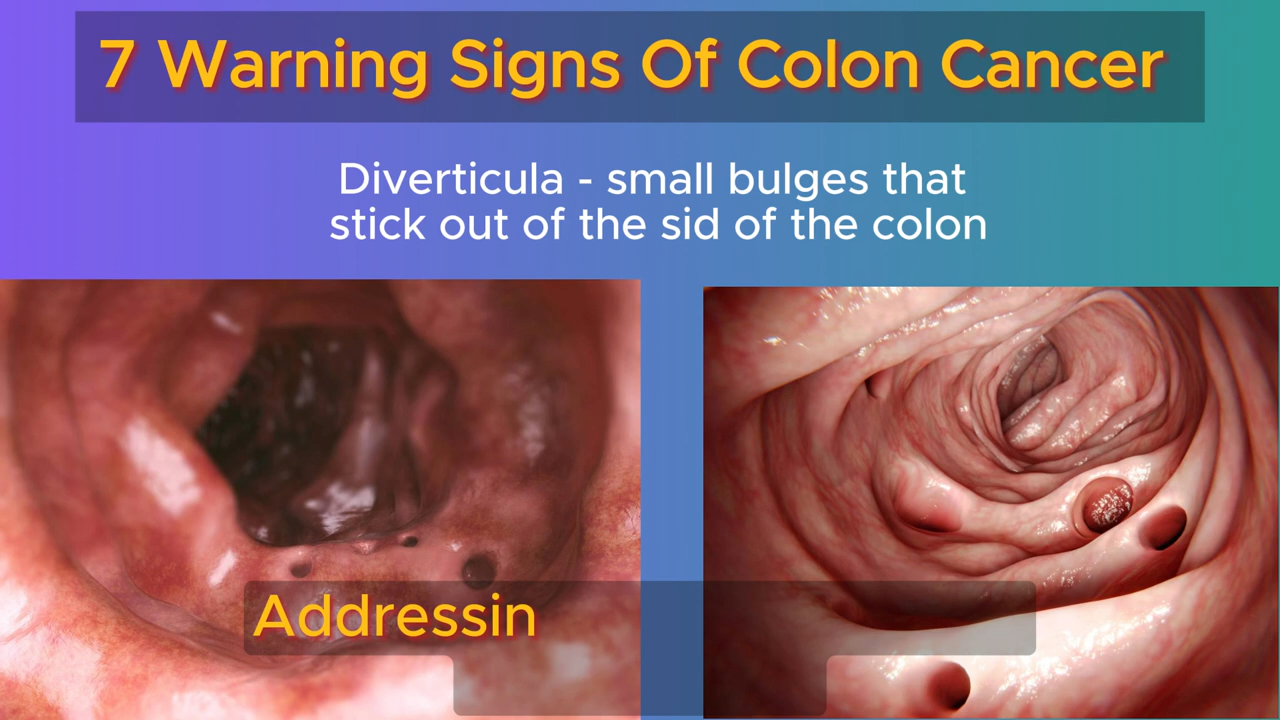 7 Warning Signs Of Colon Cancer
Diverticula - small bulges that
stick out of the sid of the colon
Addressin